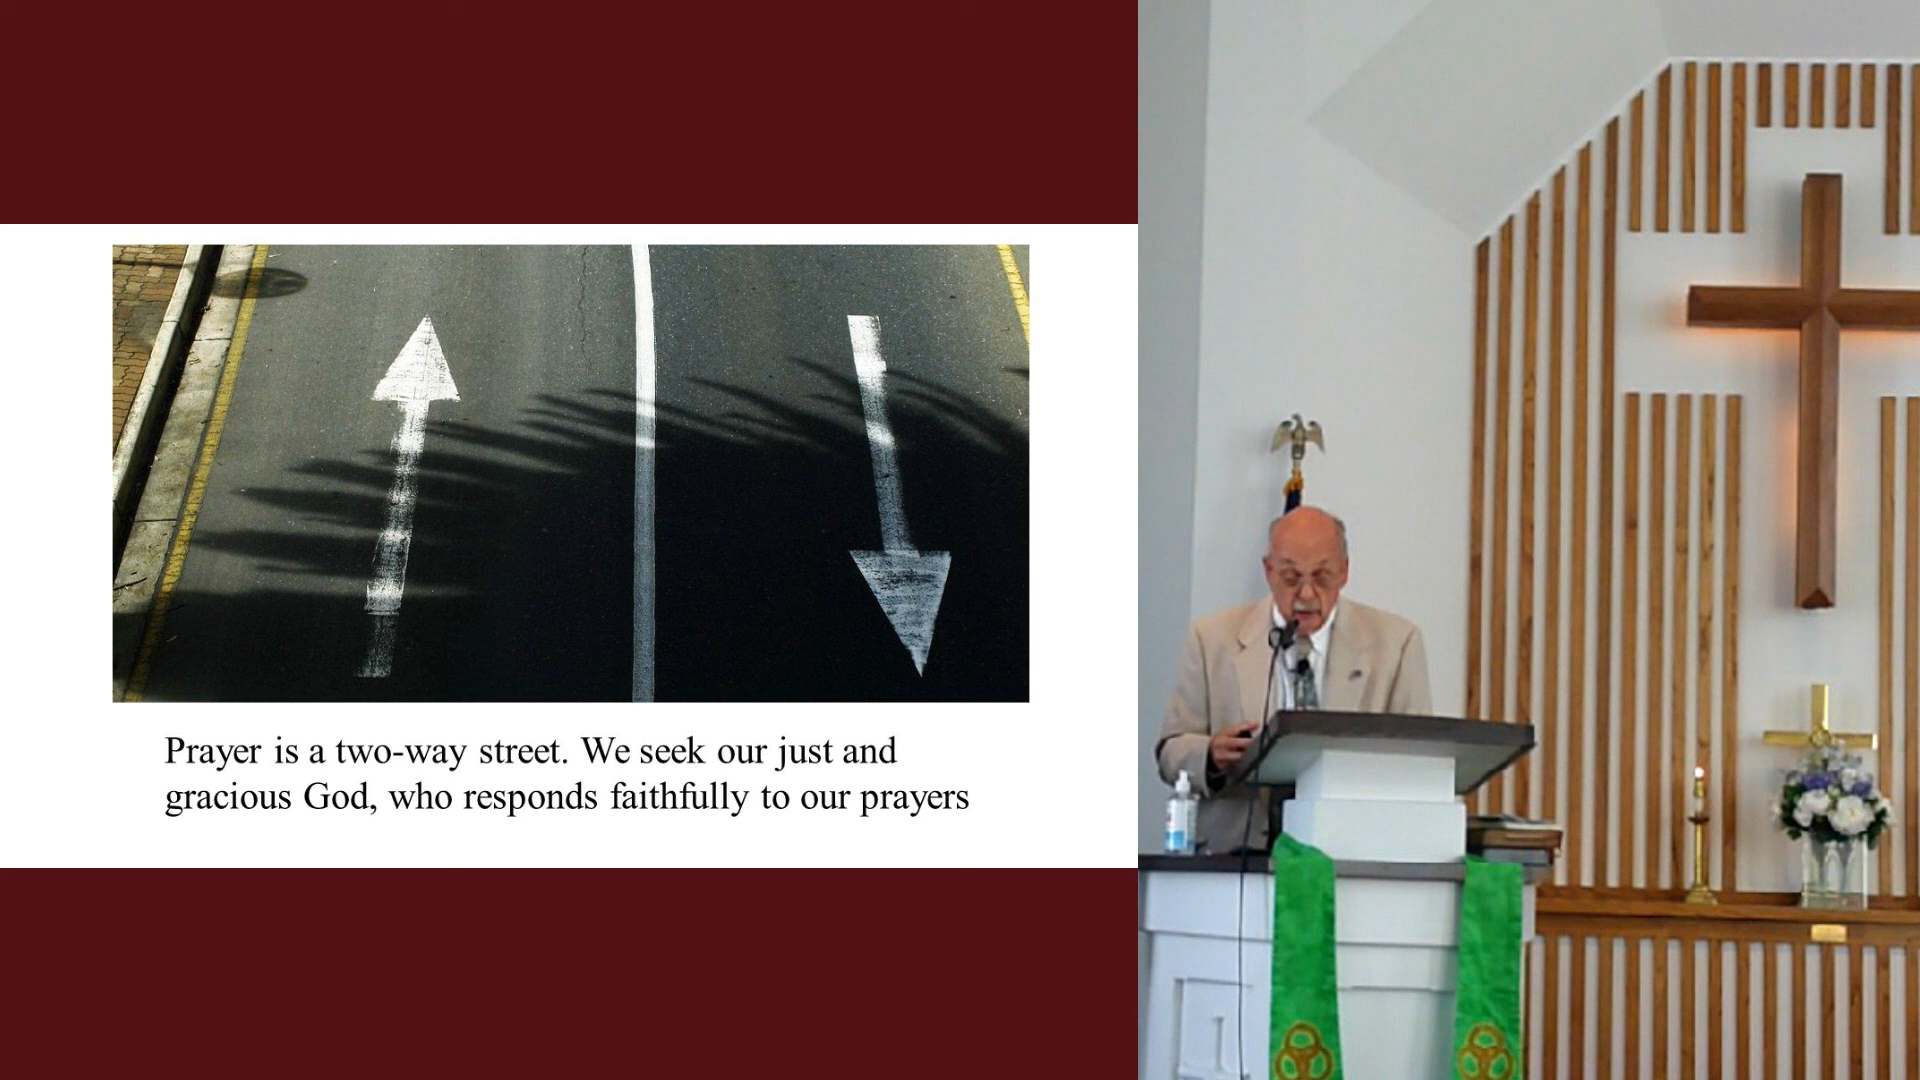 Prayer is a two-way street. We seek our just and
gracious God, who responds faithfully to our prayers